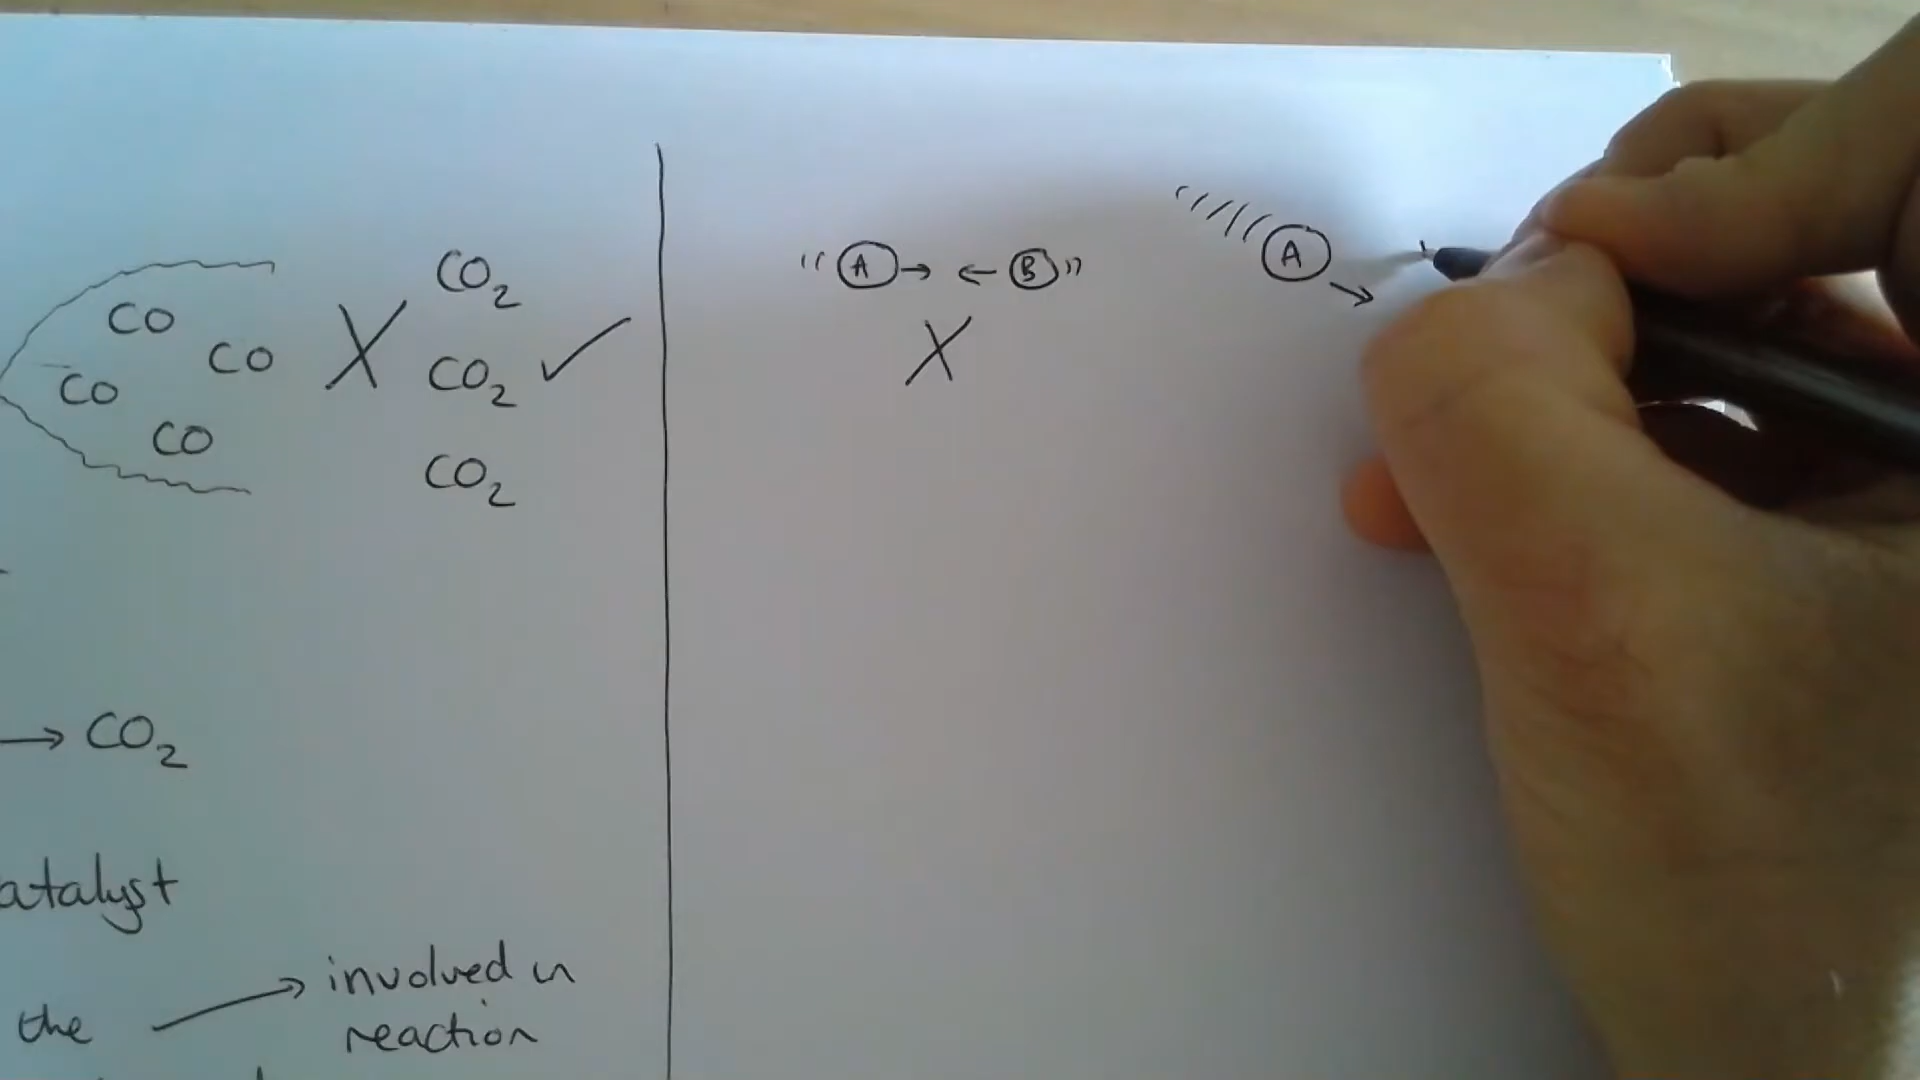 CO
CO
CO
CO
X
CO₂
CO₂ ✓
CO₂
→ CO₂
atalyst
the → involved in
reaction
A → ← B
X
A →